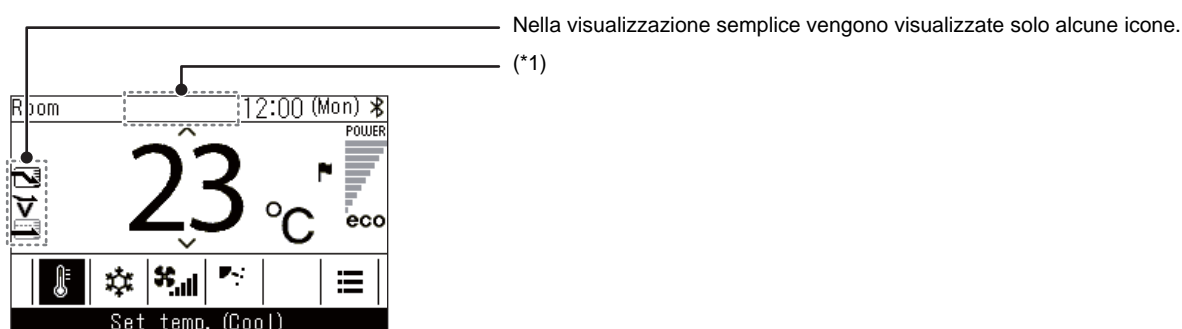 Nella visualizzazione semplice vengono visualizzate solo alcune icone.
(*1)
Room 12:00 (Mon)
POWER
23 °C
eco
Set temp. (Cool)